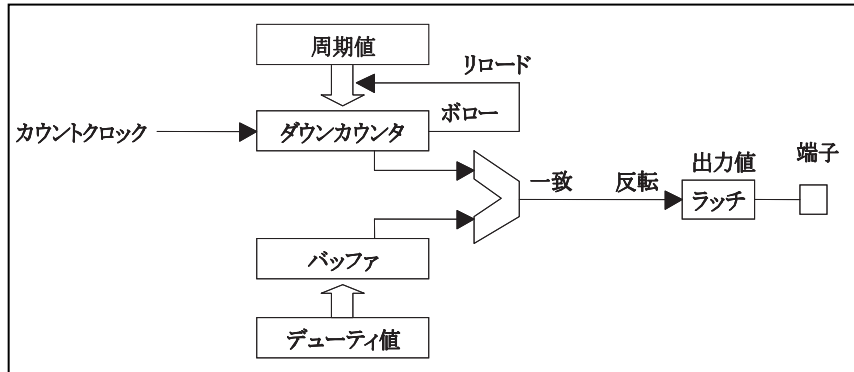 周期値
リロード
ボロー
カウントクロック
ダウンカウンタ
一致
反転
出力値
端子
ラッチ
バッファ
デューティ値